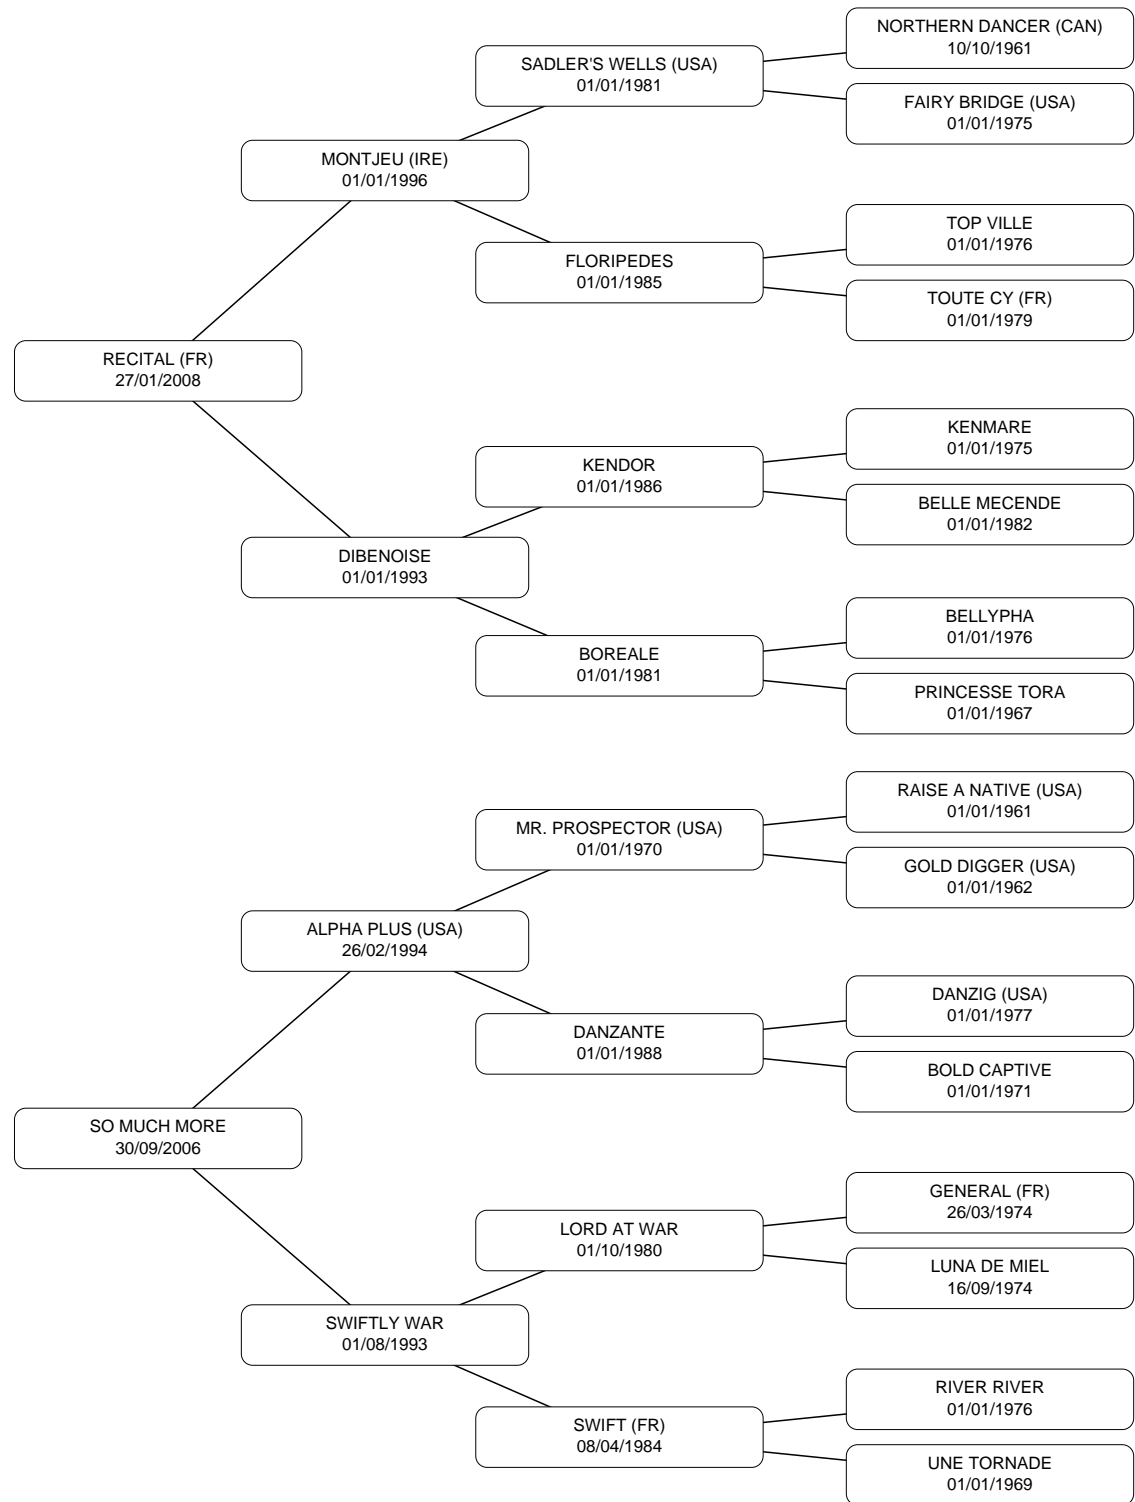 NORTHERN DANCER (CAN)
10/10/1961
SADLER'S WELLS (USA)
01/01/1981
FAIRY BRIDGE (USA)
01/01/1975
MONTJEU (IRE)
01/01/1996
TOP VILLE
01/01/1976
FLORIPEDES
01/01/1985
TOUTE CY (FR)
01/01/1979
RECITAL (FR)
27/01/2008
KENMARE
01/01/1975
KENDOR
01/01/1986
BELLE MECENDE
01/01/1982
DIBENOISE
01/01/1993
BELLYPHA
01/01/1976
BOREALE
01/01/1981
PRINCESSE TORA
01/01/1967
RAISE A NATIVE (USA)
01/01/1961
MR. PROSPECTOR (USA)
01/01/1970
GOLD DIGGER (USA)
01/01/1962
ALPHA PLUS (USA)
26/02/1994
DANZIG (USA)
01/01/1977
DANZANTE
01/01/1988
BOLD CAPTIVE
01/01/1971
SO MUCH MORE
30/09/2006
GENERAL (FR)
26/03/1974
LORD AT WAR
01/10/1980
LUNA DE MIEL
16/09/1974
SWIFTLY WAR
01/08/1993
RIVER RIVER
01/01/1976
SWIFT (FR)
08/04/1984
UNE TORNADE
01/01/1969